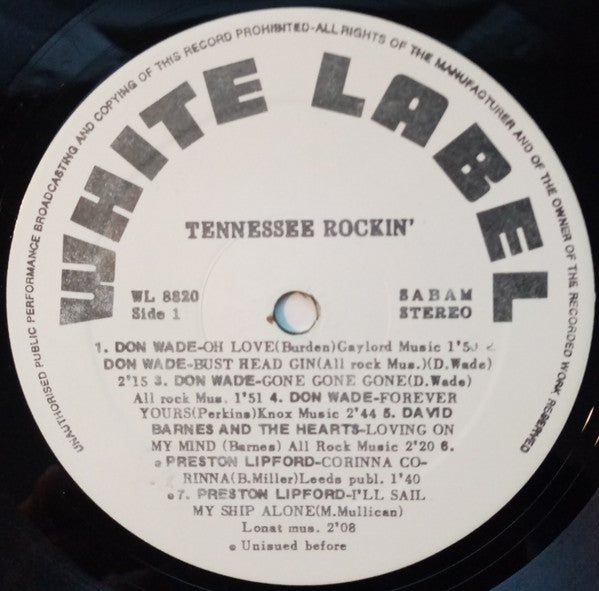 UNAUTHORISED PUBLIC PERFORMANCE BROADCASTING AND COPYING OF THIS RECORD PROHIBITED-ALL RIGHTS OF THE MANUFACTURER AND OF THE OWNER OF THE RECORDED WORK RESERVED
WHITE LABEL
TENNESSEE ROCKIN'
WL 8820
Side 1
SABAM
STEREO
1. DON WADE-OH LOVE(Burden)Gaylord Music
DON WADE-BUST HEAD GIN(All rock Mus.)(D.Wade)
2'15 3. DON WADE-GONE GONE GONE(D.Wade)
All rock Mus. 1'51 4. DON WADE-FOREVER
YOURS(Perkins)Knox Music 2'44 5. DAVID
BARNES AND THE HEARTS-LOVING ON
MY MIND (Barnes) All Rock Music 2'20 6.
PRESTON LIPFORD-CORINNA CO-
RINNA(B.Miller)Leeds publ. 1'40
7. PRESTON LIPFORD-I'LL SAIL
MY SHIP ALONE(M.Mullican)
Lonat mus. 2'08
Unisued before